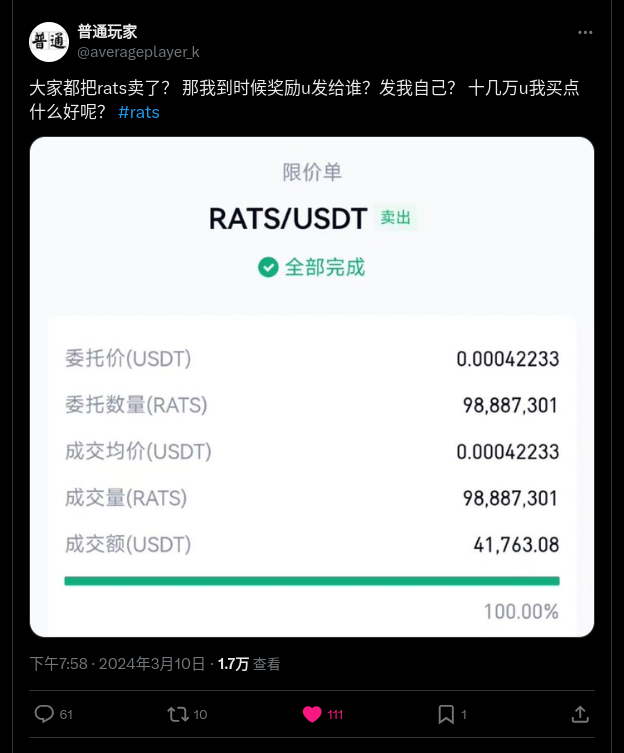 普通
普通玩家
@averageplayer_k
大家都把rats卖了？ 那我到时候奖励u发给谁？发我自己？ 十几万u我买点
什么好呢？ #rats
限价单
RATS/USDT 卖出
全部完成
委托价(USDT) 0.00042233
委托数量(RATS) 98,887,301
成交均价(USDT) 0.00042233
成交量(RATS) 98,887,301
成交额(USDT) 41,763.08
100.00%
下午7:58 · 2024年3月10日 · 1.7万 查看
61 10 111 1